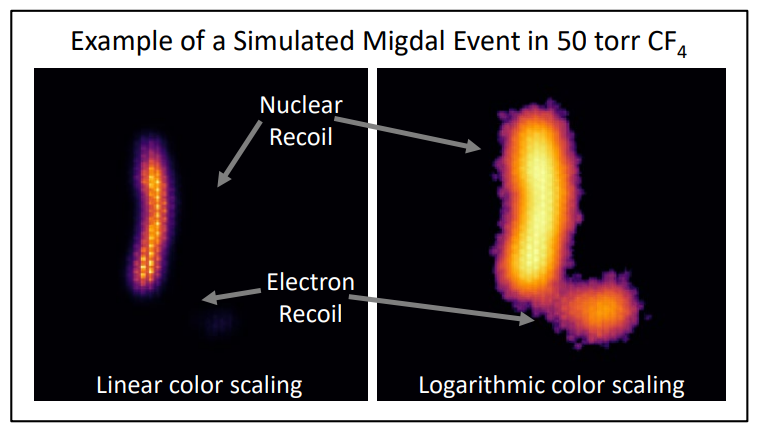 Example of a Simulated Migdal Event in 50 torr CF₄
Nuclear
Recoil
Electron
Recoil
Linear color scaling
Logarithmic color scaling